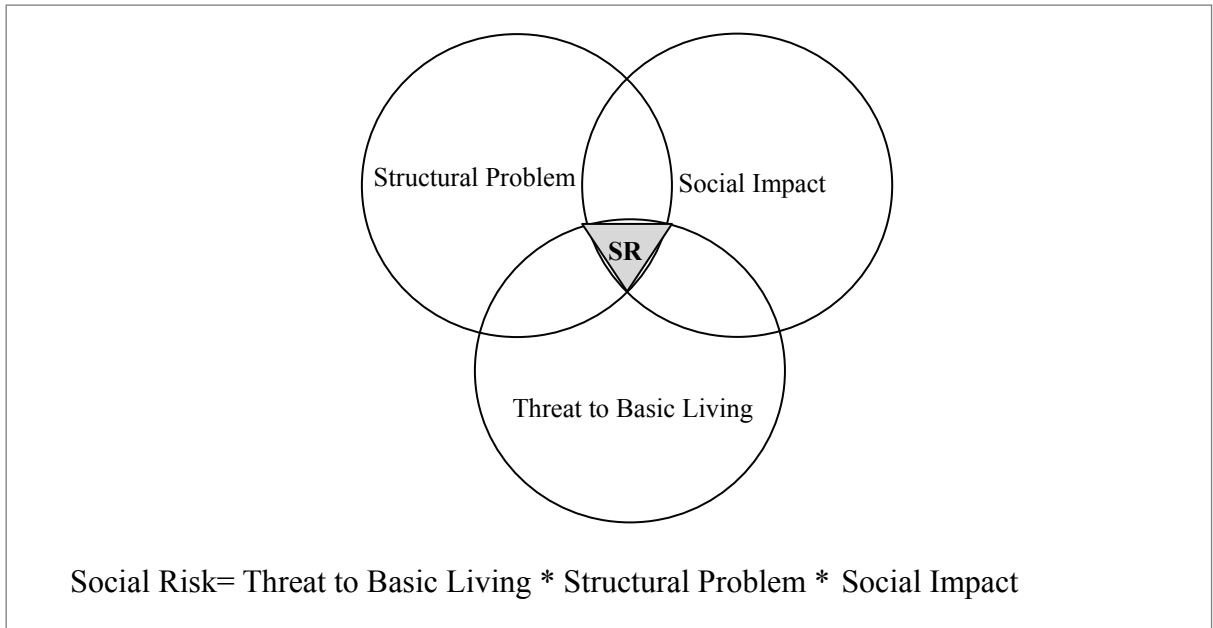 Structural Problem
Social Impact
SR
Threat to Basic Living
Social Risk= Threat to Basic Living * Structural Problem * Social Impact